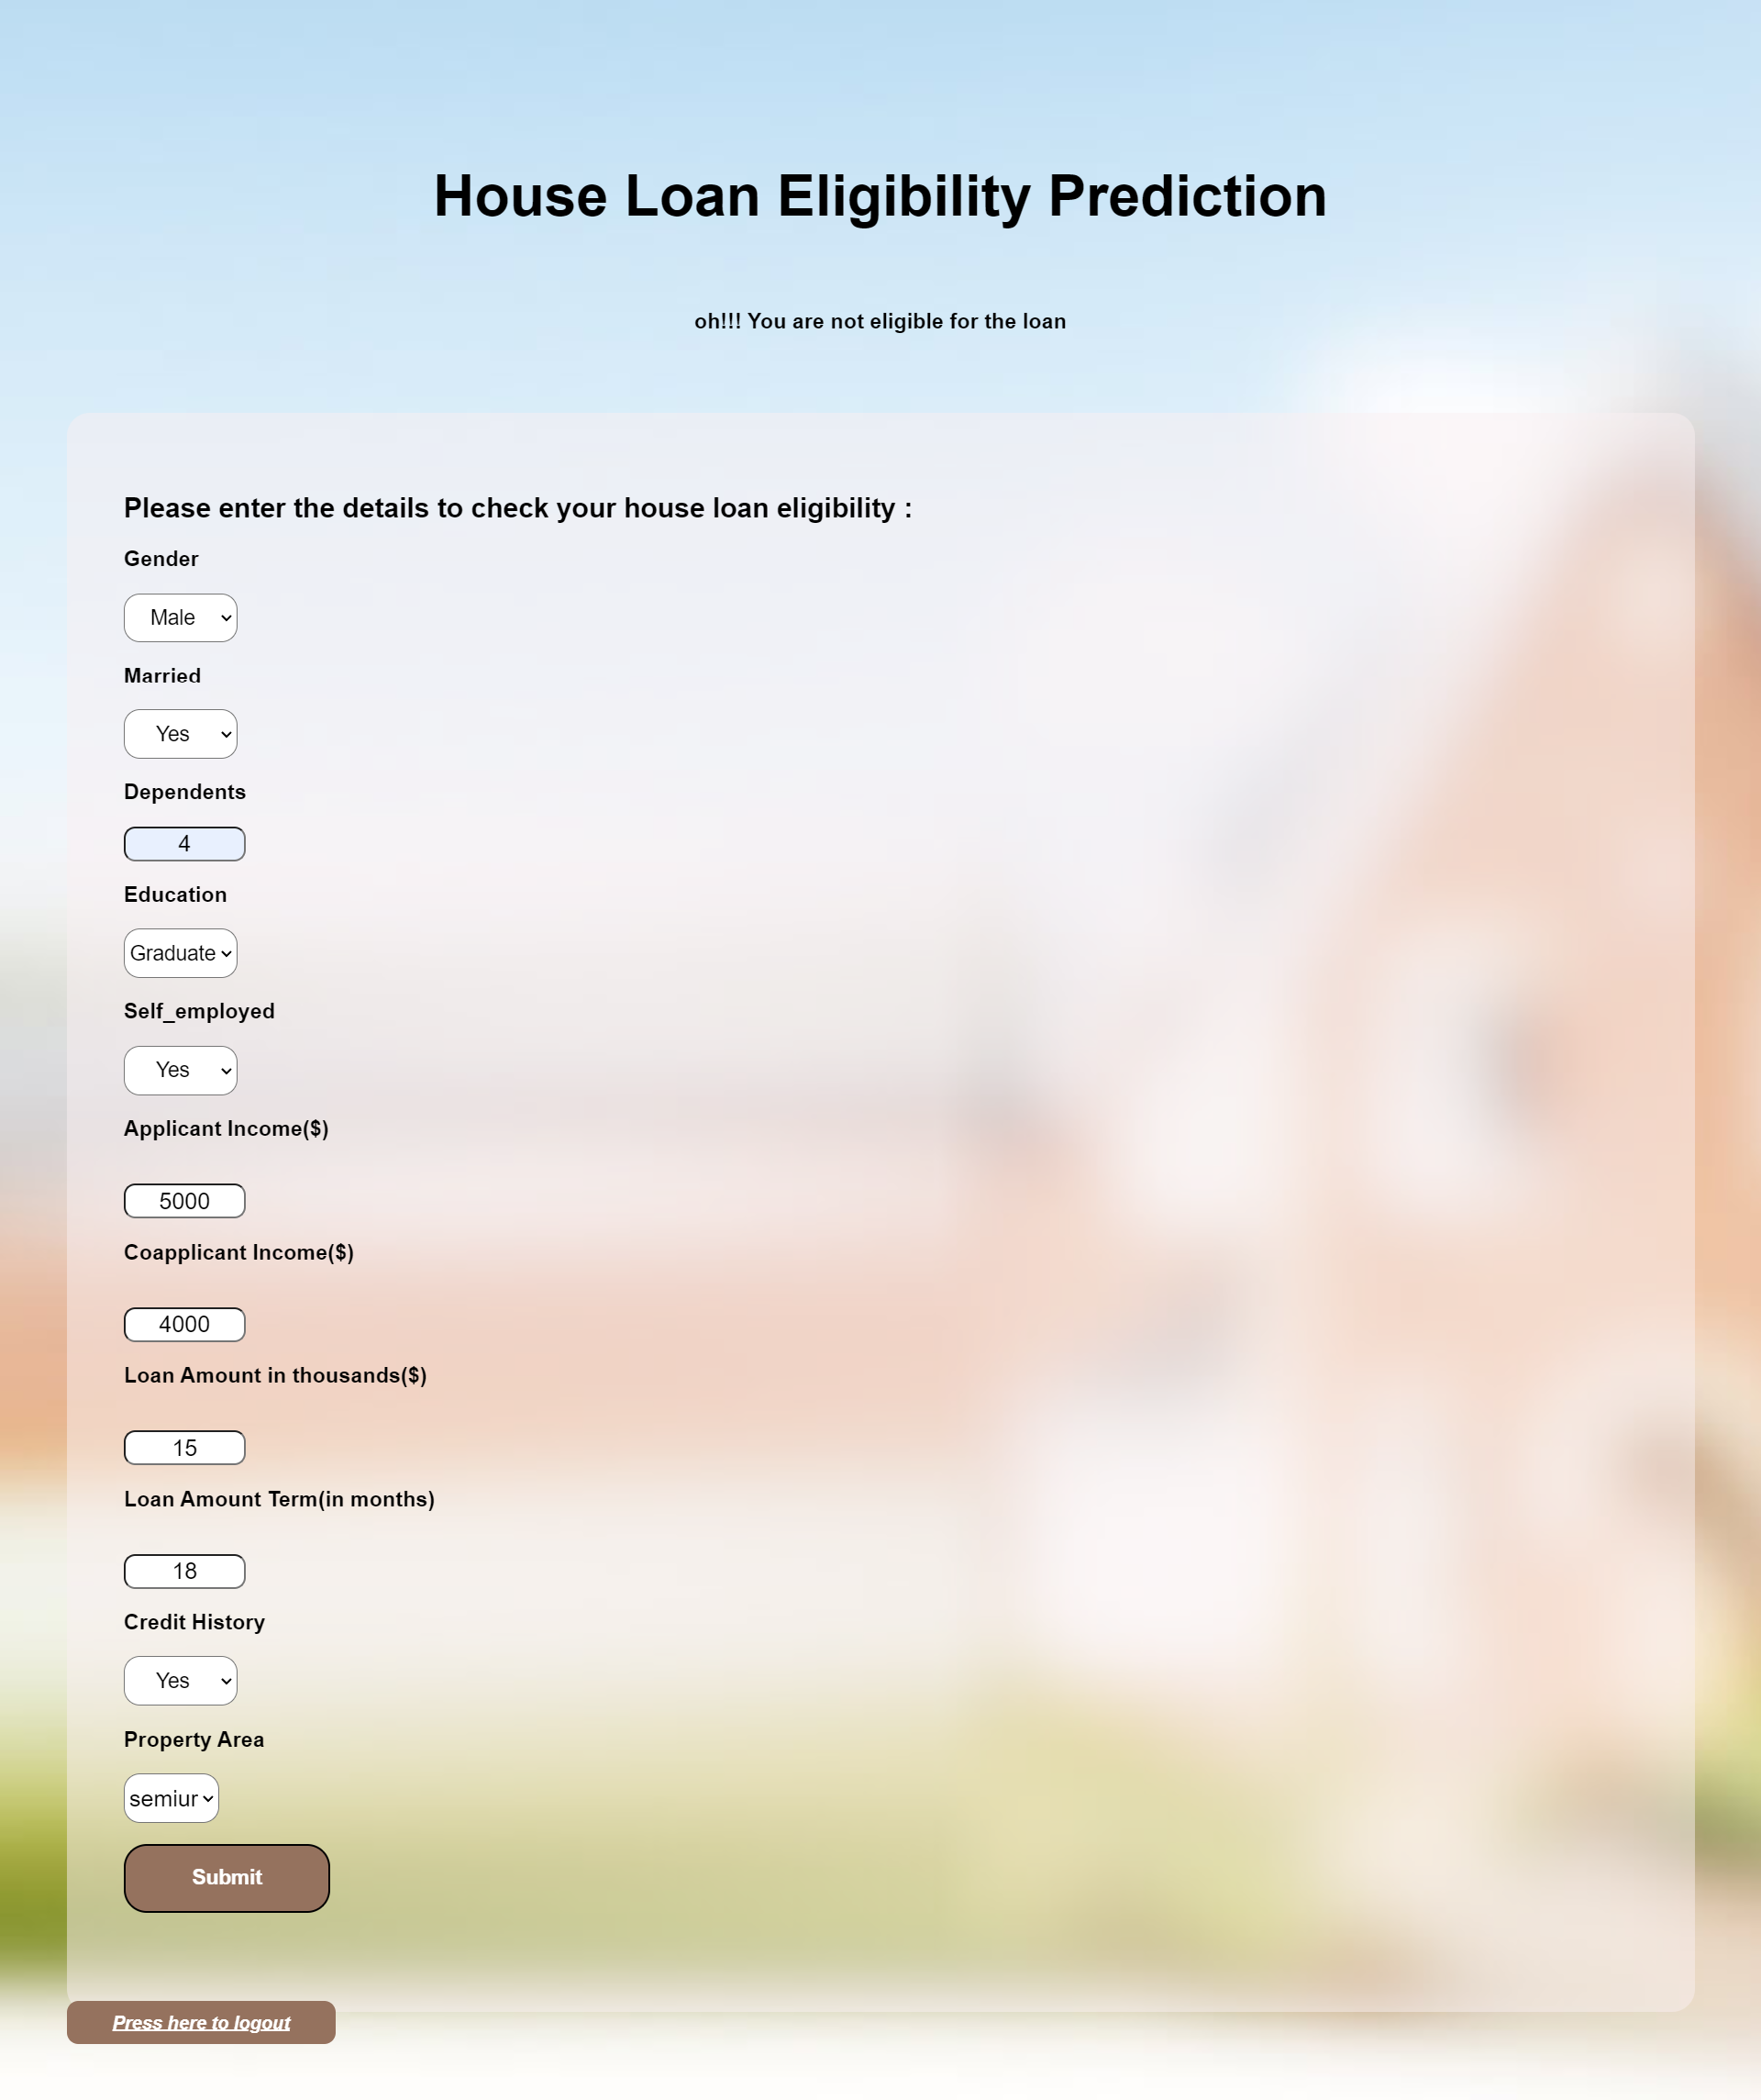 House Loan Eligibility Prediction
oh!!! You are not eligible for the loan
Please enter the details to check your house loan eligibility :
Gender
Male
Married
Yes
Dependents
4
Education
Graduate
Self_employed
Yes
Applicant Income($)
5000
Coapplicant Income($)
4000
Loan Amount in thousands($)
15
Loan Amount Term(in months)
18
Credit History
Yes
Property Area
semiur
Submit
Press here to logout